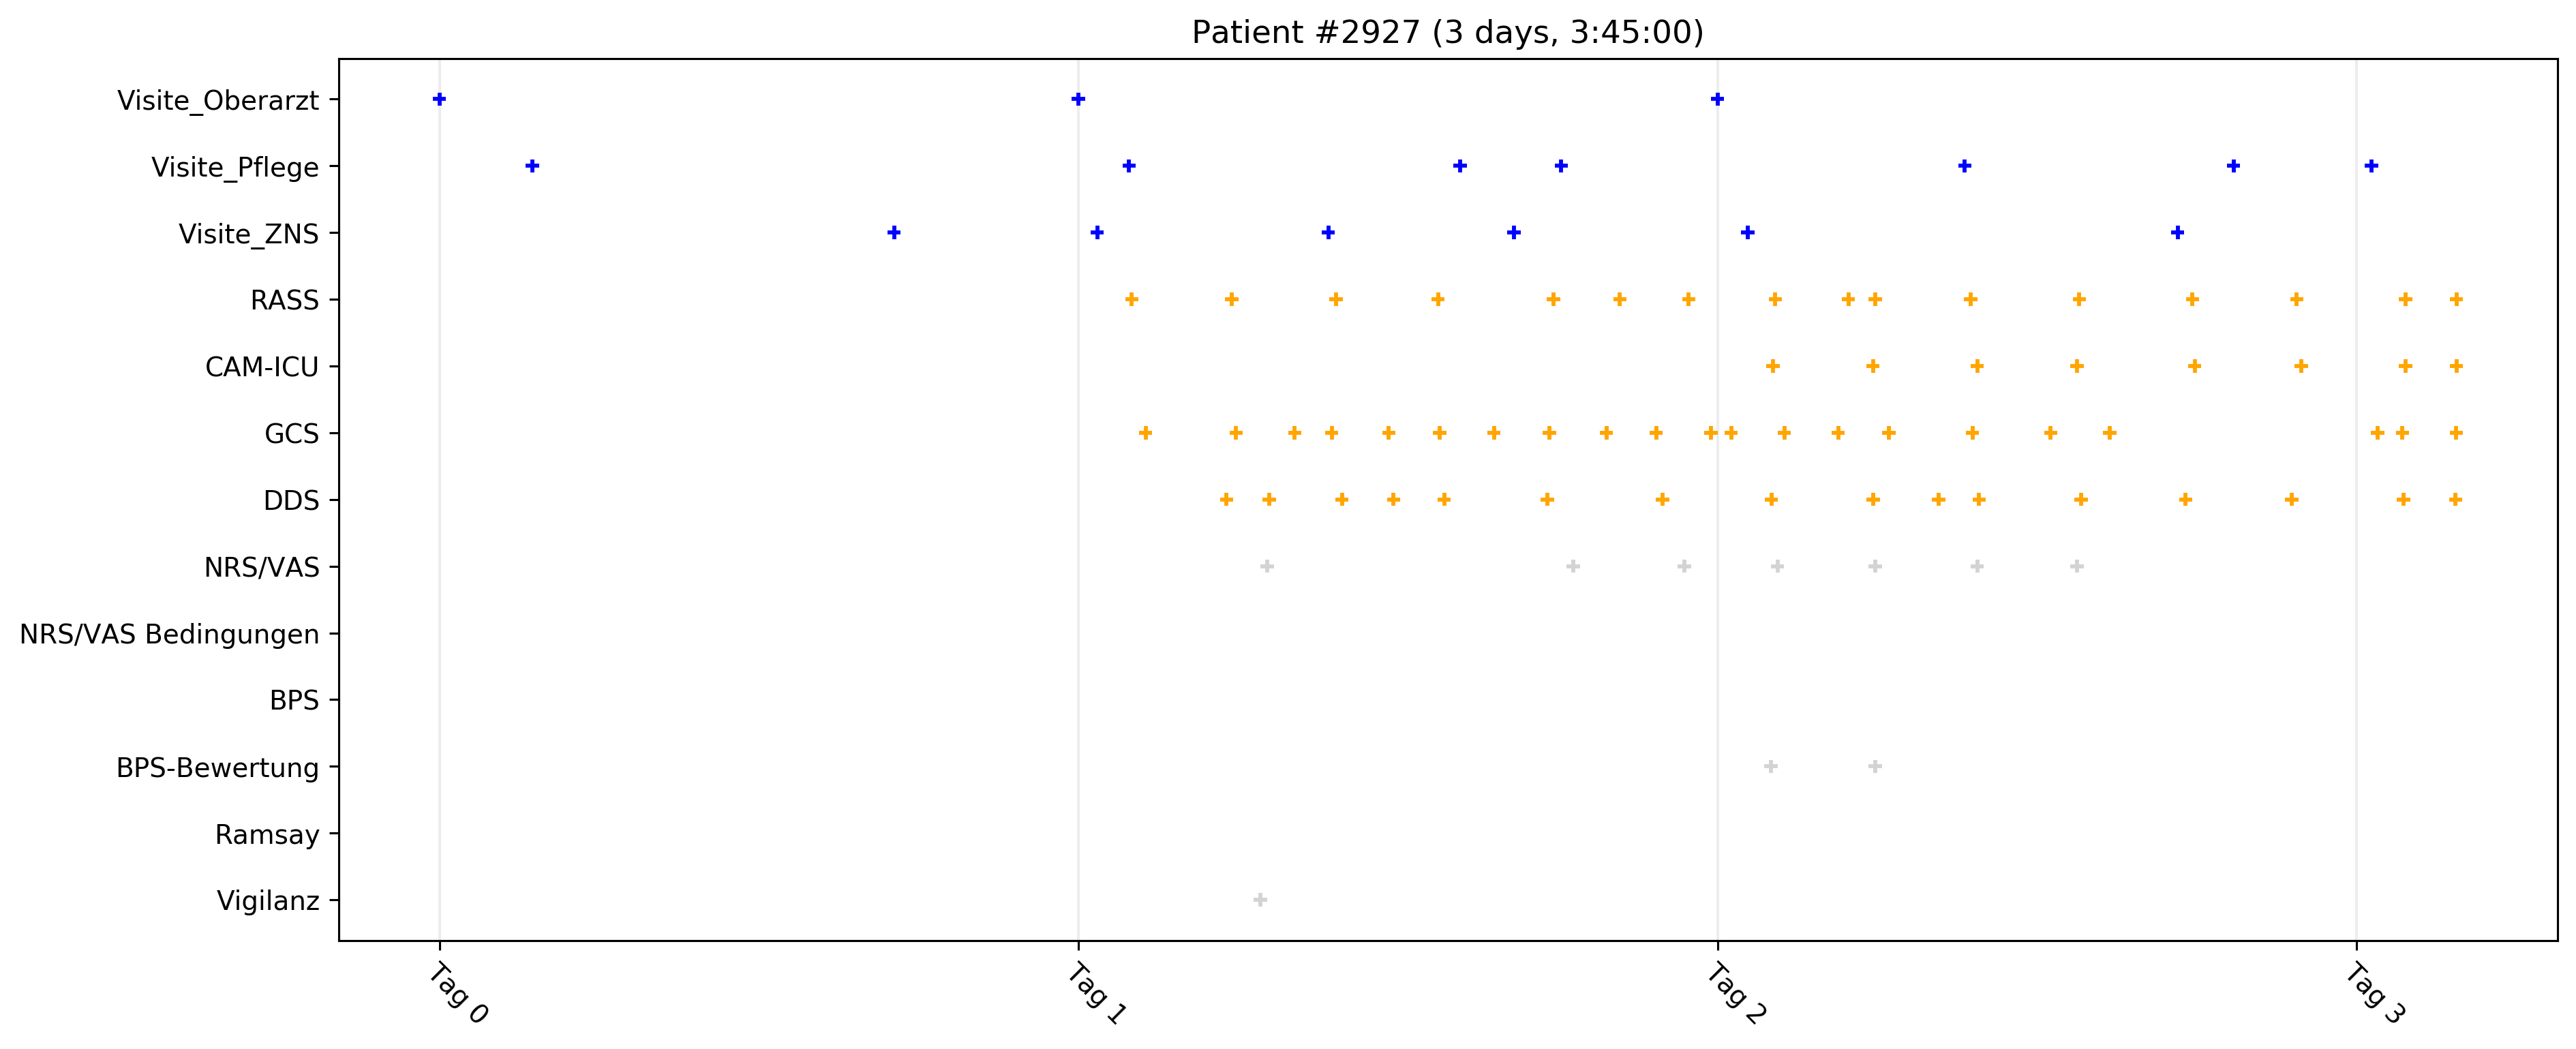 Patient #2927 (3 days, 3:45:00)
Visite_Oberarzt
Visite_Pflege
Visite_ZNS
RASS
CAM-ICU
GCS
DDS
NRS/VAS
NRS/VAS Bedingungen
BPS
BPS-Bewertung
Ramsay
Vigilanz
Tag 0
Tag 1
Tag 2
Tag 3